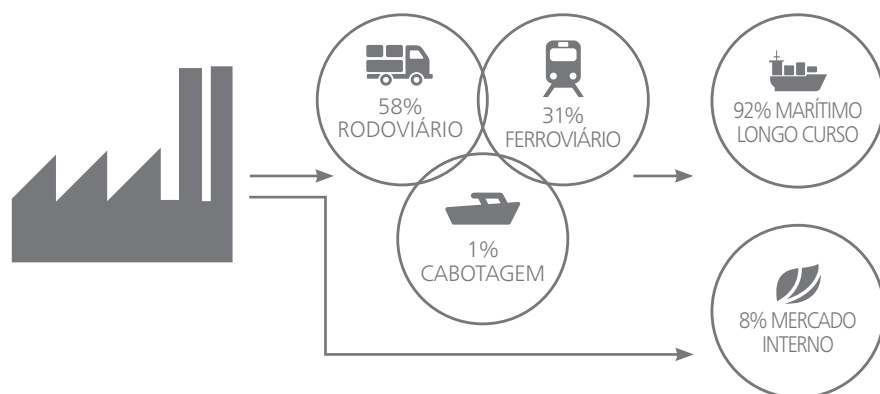 58%
RODOVIÁRIO
31%
FERROVIÁRIO
1%
CABOTAGEM
92% MARÍTIMO
LONGO CURSO
8% MERCADO
INTERNO